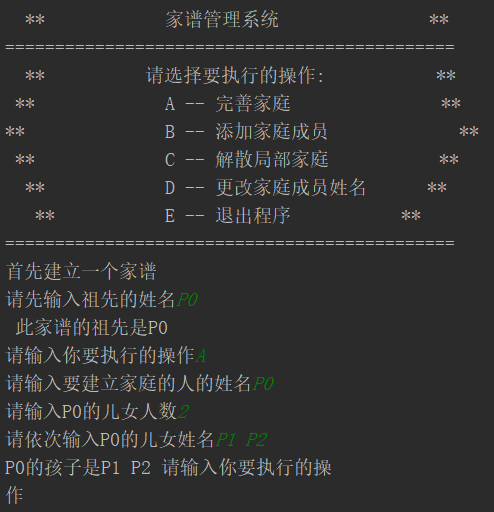 ** 家谱管理系统 **
=============================================
** 请选择要执行的操作: **
** A -- 完善家庭 **
** B -- 添加家庭成员 **
** C -- 解散局部家庭 **
** D -- 更改家庭成员姓名 **
** E -- 退出程序 **
=============================================
首先建立一个家谱
请先输入祖先的姓名P0
此家谱的祖先是P0
请输入你要执行的操作A
请输入要建立家庭的人的姓名P0
请输入P0的儿女人数2
请依次输入P0的儿女姓名P1 P2
P0的孩子是P1 P2 请输入你要执行的操
作